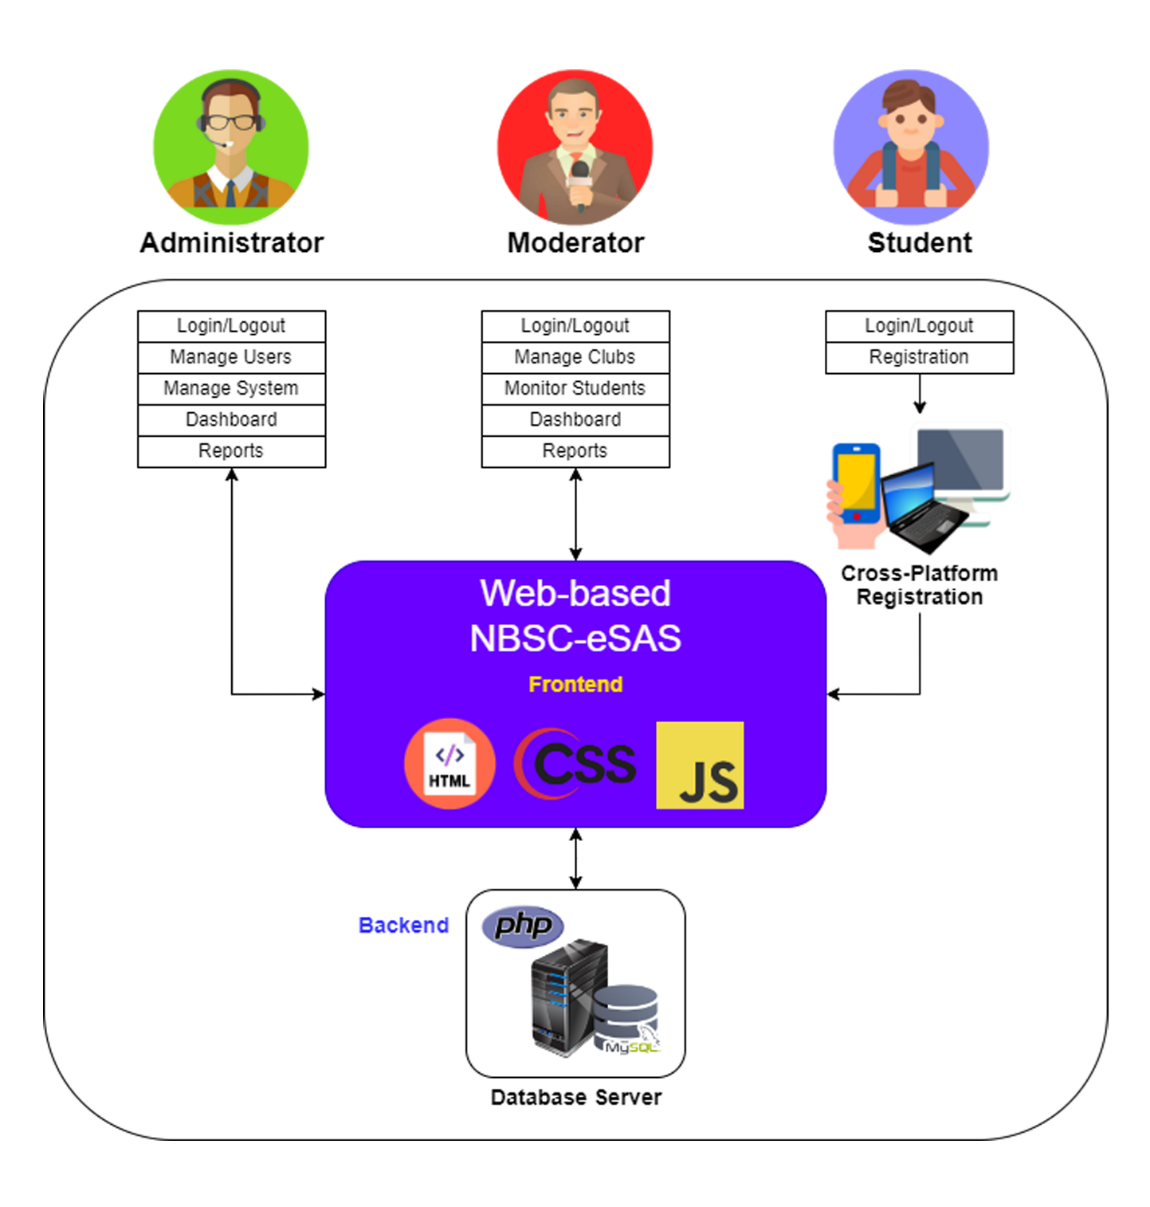 Administrator
Moderator
Student
Login/Logout
Manage Users
Manage System
Dashboard
Reports
Login/Logout
Manage Clubs
Monitor Students
Dashboard
Reports
Login/Logout
Registration
Cross-Platform
Registration
Web-based
NBSC-eSAS
Frontend
</>
HTML
CSS
JS
Backend
php
MySQL
Database Server